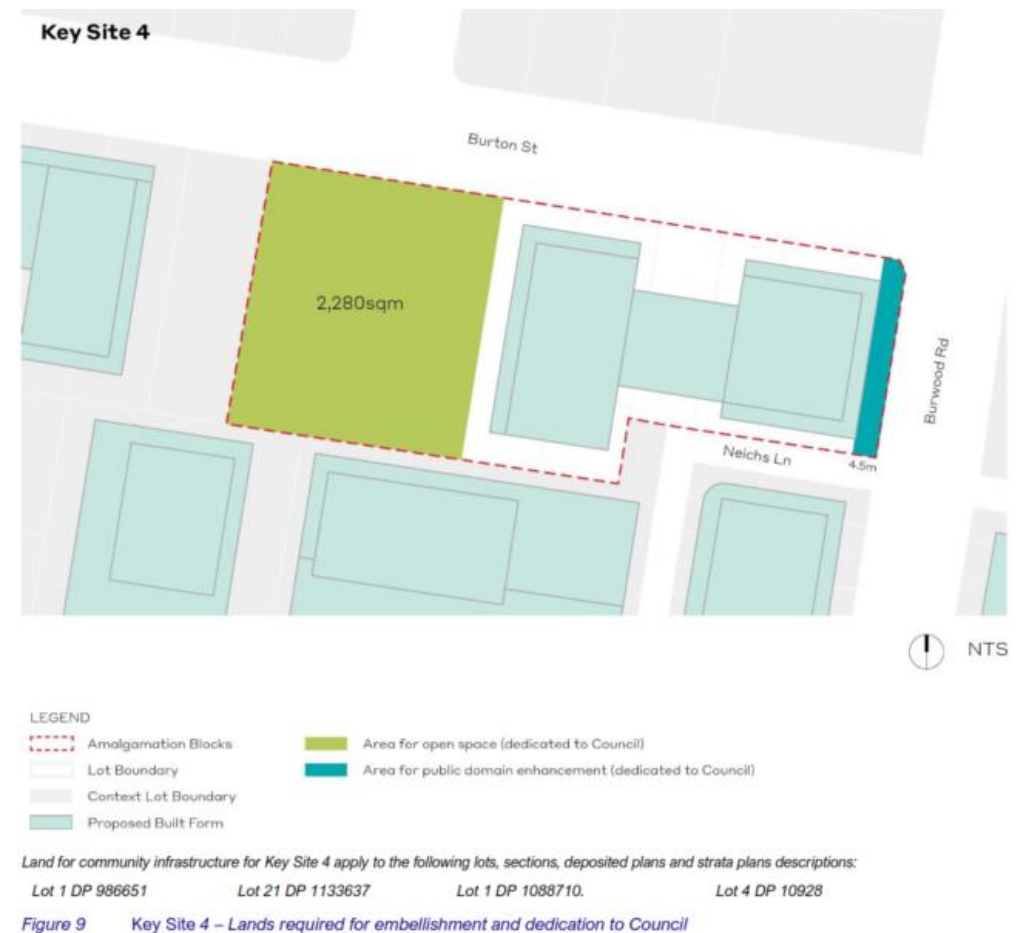 Key Site 4
Burton St
2,280sqm
Burwood Rd
Neichs Ln
4.5m
NTS
LEGEND
Amalgamation Blocks
Area for open space (dedicated to Council)
Lot Boundary
Area for public domain enhancement (dedicated to Council)
Context Lot Boundary
Proposed Built Form
Land for community infrastructure for Key Site 4 apply to the following lots, sections, deposited plans and strata plans descriptions:
Lot 1 DP 986651 Lot 21 DP 1133637 Lot 1 DP 1088710. Lot 4 DP 10928
Figure 9 Key Site 4 – Lands required for embellishment and dedication to Council